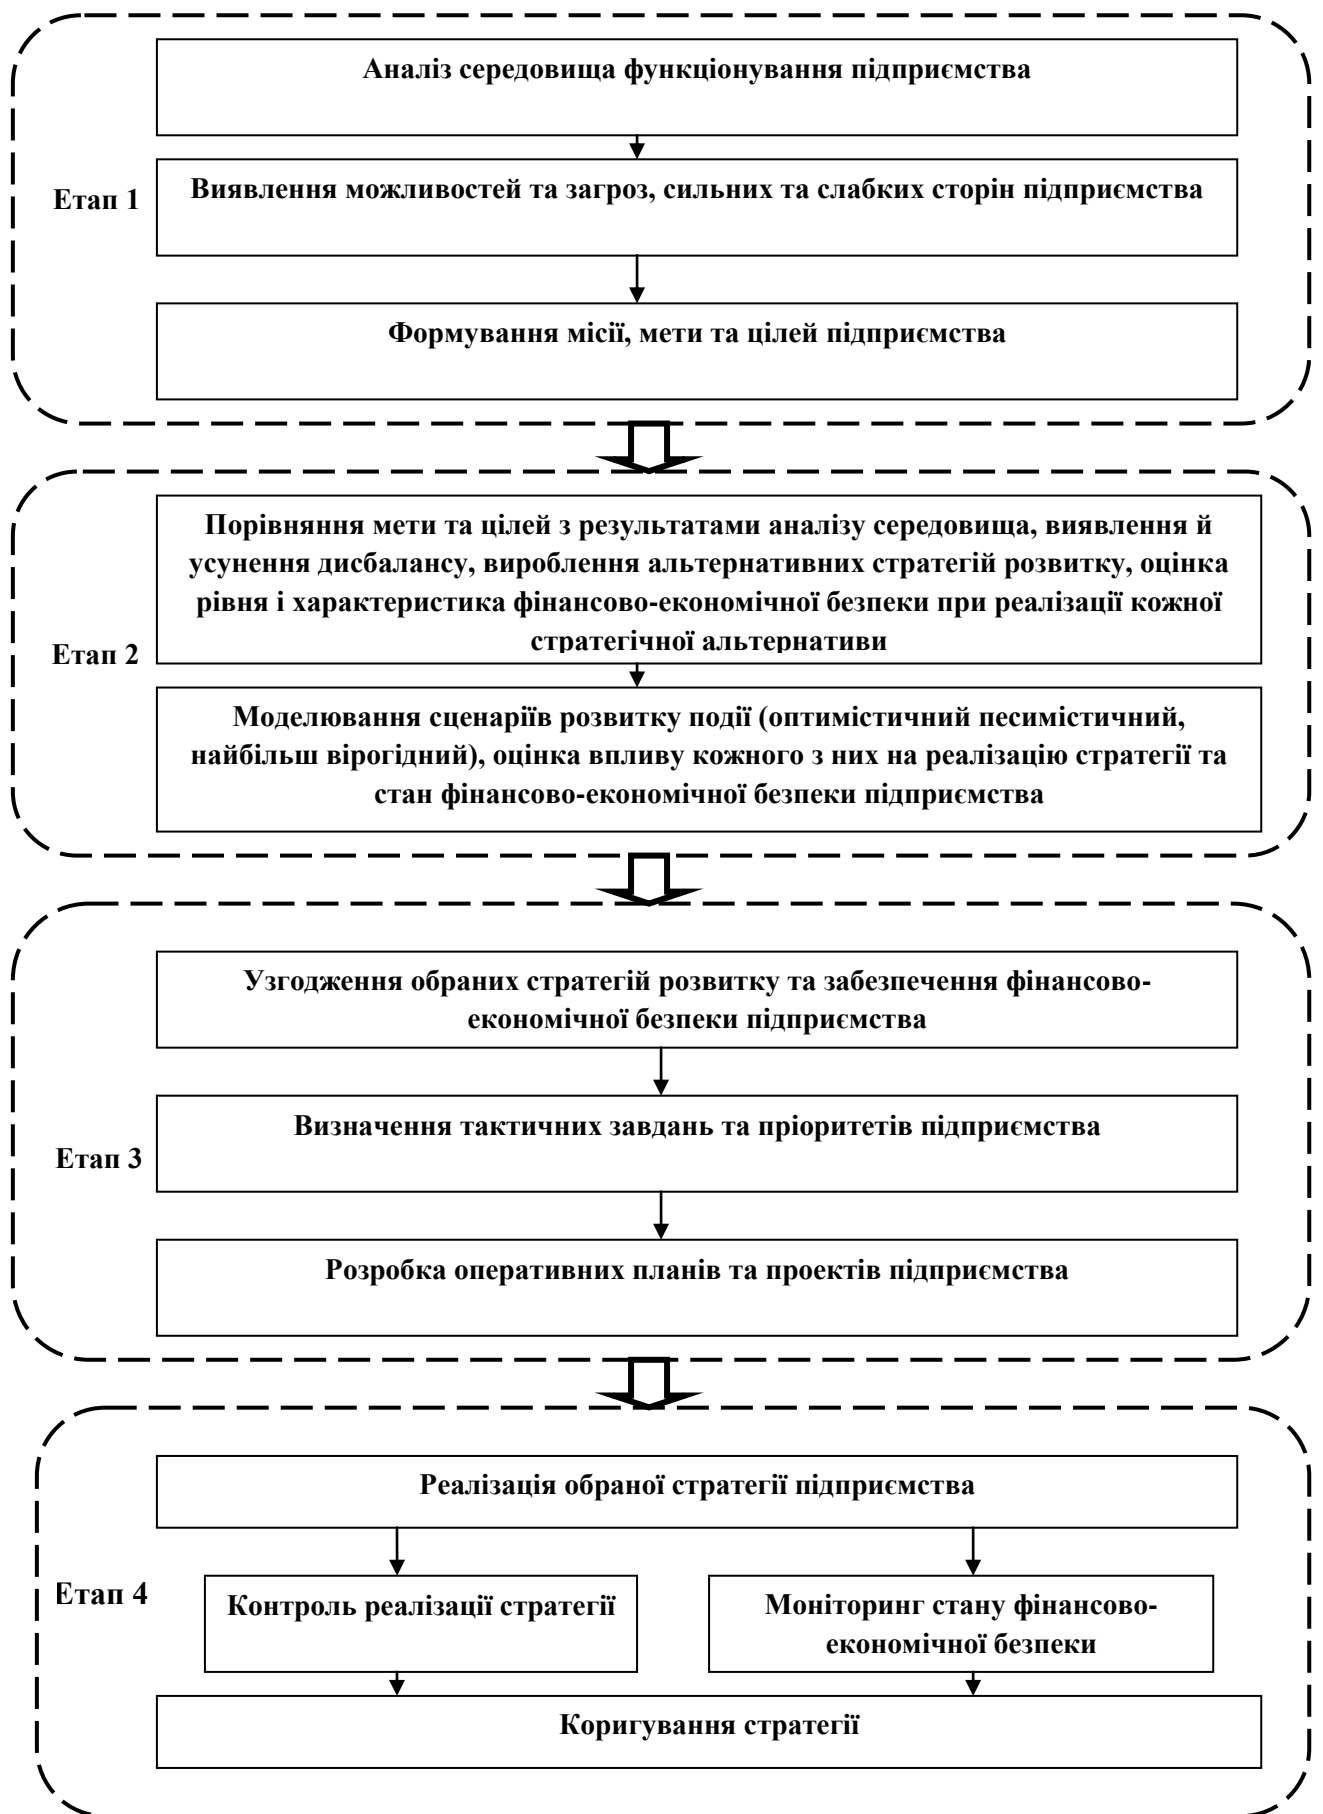 Аналіз середовища функціонування підприємства
Етап 1
Виявлення можливостей та загроз, сильних та слабких сторін підприємства
Формування місії, мети та цілей підприємства
Порівняння мети та цілей з результатами аналізу середовища, виявлення й
усунення дисбалансу, вироблення альтернативних стратегій розвитку, оцінка
рівня і характеристика фінансово-економічної безпеки при реалізації кожної
стратегічної альтернативи
Етап 2
Моделювання сценаріїв розвитку події (оптимістичний песимістичний,
найбільш вірогідний), оцінка впливу кожного з них на реалізацію стратегії та
стан фінансово-економічної безпеки підприємства
Узгодження обраних стратегій розвитку та забезпечення фінансово-
економічної безпеки підприємства
Визначення тактичних завдань та пріоритетів підприємства
Етап 3
Розробка оперативних планів та проектів підприємства
Реалізація обраної стратегії підприємства
Етап 4
Контроль реалізації стратегії
Моніторинг стану фінансово-
економічної безпеки
Коригування стратегії